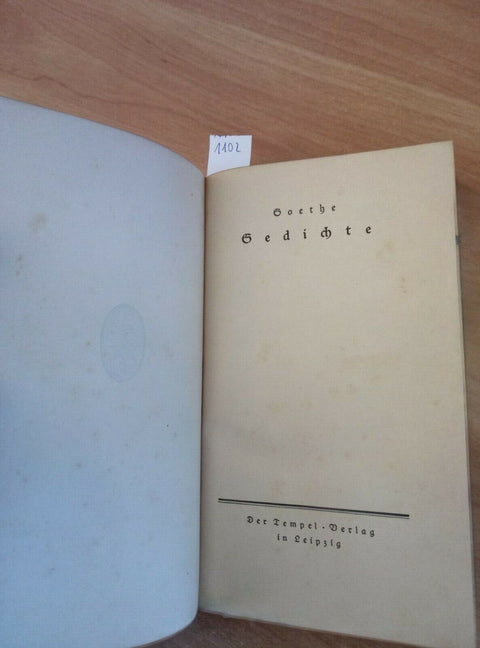 1102
Goethe
Gedichte
Der Tempel-Verlag
in Leipzig